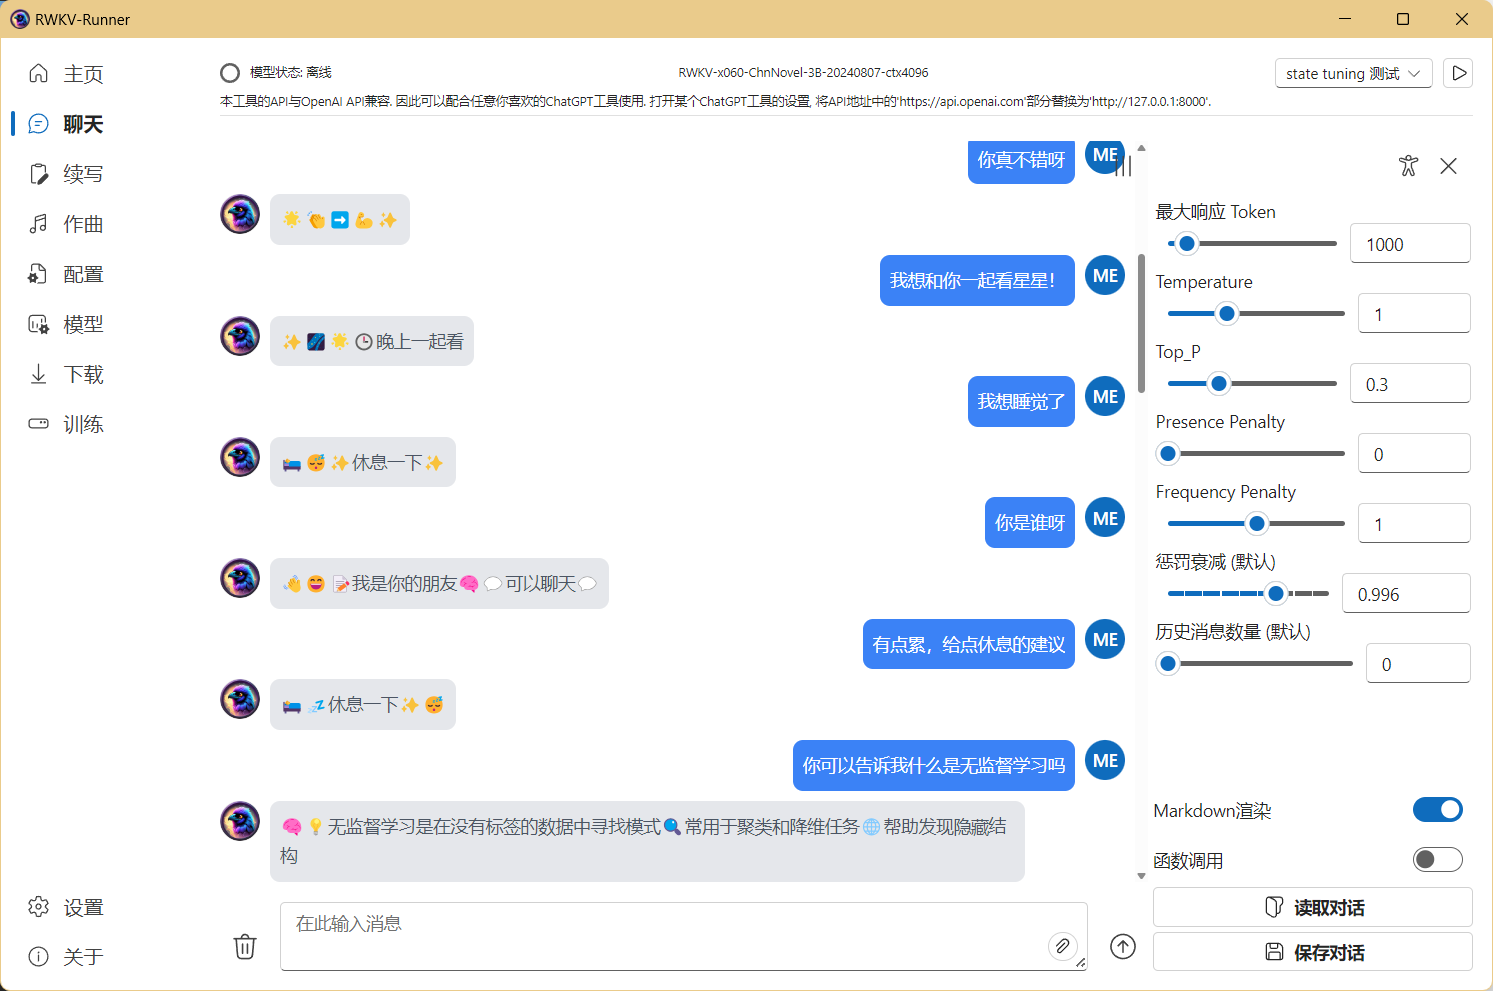 RWKV-Runner
主页
聊天
续写
作曲
配置
模型
下载
训练
设置
关于
模型状态: 离线
RWKV-x060-ChnNovel-3B-20240807-ctx4096
state tuning 测试
本工具的API与OpenAI API兼容. 因此可以配合任意你喜欢的ChatGPT工具使用. 打开某个ChatGPT工具的设置, 将API地址中的'https://api.openai.com'部分替换为'http://127.0.0.1:8000'.
你真不错呀
ME
🌟👏➡️💪✨
我想和你一起看星星！
ME
✨🌌🌟🕒晚上一起看
我想睡觉了
ME
🛌😴✨休息一下✨
你是谁呀
ME
👋😄📝我是你的朋友🧠💬可以聊天💬
有点累，给点休息的建议
ME
🛌💤休息一下✨😴
你可以告诉我什么是无监督学习吗
ME
🧠💡无监督学习是在没有标签的数据中寻找模式🔍常用于聚类和降维任务🌐帮助发现隐藏结
构
在此输入消息
最大响应 Token
1000
Temperature
1
Top_P
0.3
Presence Penalty
0
Frequency Penalty
1
惩罚衰减 (默认)
0.996
历史消息数量 (默认)
0
Markdown渲染
函数调用
读取对话
保存对话